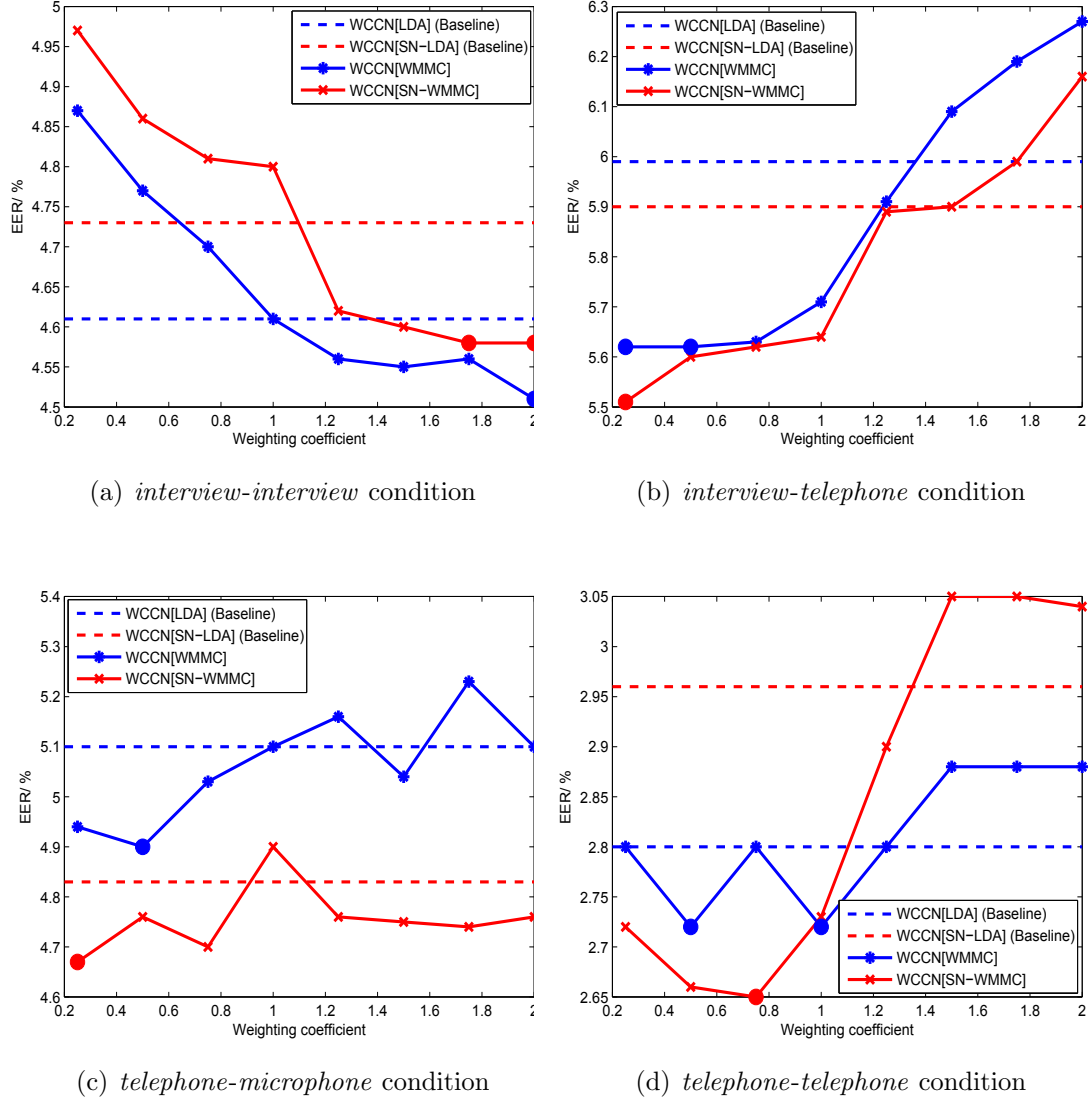 5
4.95
4.9
4.85
4.8
4.75
4.7
4.65
4.6
4.55
4.5
EER/ %
0.2 0.4 0.6 0.8 1 1.2 1.4 1.6 1.8 2
Weighting coefficient
WCCN[LDA] (Baseline)
WCCN[SN−LDA] (Baseline)
WCCN[WMMC]
WCCN[SN−WMMC]
(a) interview-interview condition
6.3
6.2
6.1
6
5.9
5.8
5.7
5.6
5.5
EER/ %
0.2 0.4 0.6 0.8 1 1.2 1.4 1.6 1.8 2
Weighting coefficient
WCCN[LDA] (Baseline)
WCCN[SN−LDA] (Baseline)
WCCN[WMMC]
WCCN[SN−WMMC]
(b) interview-telephone condition
5.4
5.3
5.2
5.1
5
4.9
4.8
4.7
4.6
EER/ %
0.2 0.4 0.6 0.8 1 1.2 1.4 1.6 1.8 2
Weighting coefficient
WCCN[LDA] (Baseline)
WCCN[SN−LDA] (Baseline)
WCCN[WMMC]
WCCN[SN−WMMC]
(c) telephone-microphone condition
3.05
3
2.95
2.9
2.85
2.8
2.75
2.7
2.65
EER/ %
0.2 0.4 0.6 0.8 1 1.2 1.4 1.6 1.8 2
Weighting coefficient
WCCN[LDA] (Baseline)
WCCN[SN−LDA] (Baseline)
WCCN[WMMC]
WCCN[SN−WMMC]
(d) telephone-telephone condition